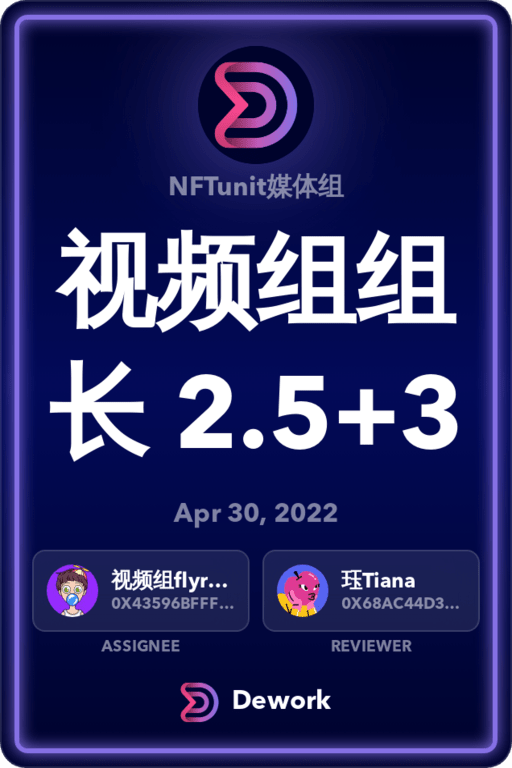 NFTunit媒体组
视频组组
长 2.5+3
Apr 30, 2022
视频组flyr...
0X43596BFFF...
ASSIGNEE
珏Tiana
0X68AC44D3...
REVIEWER
Dework